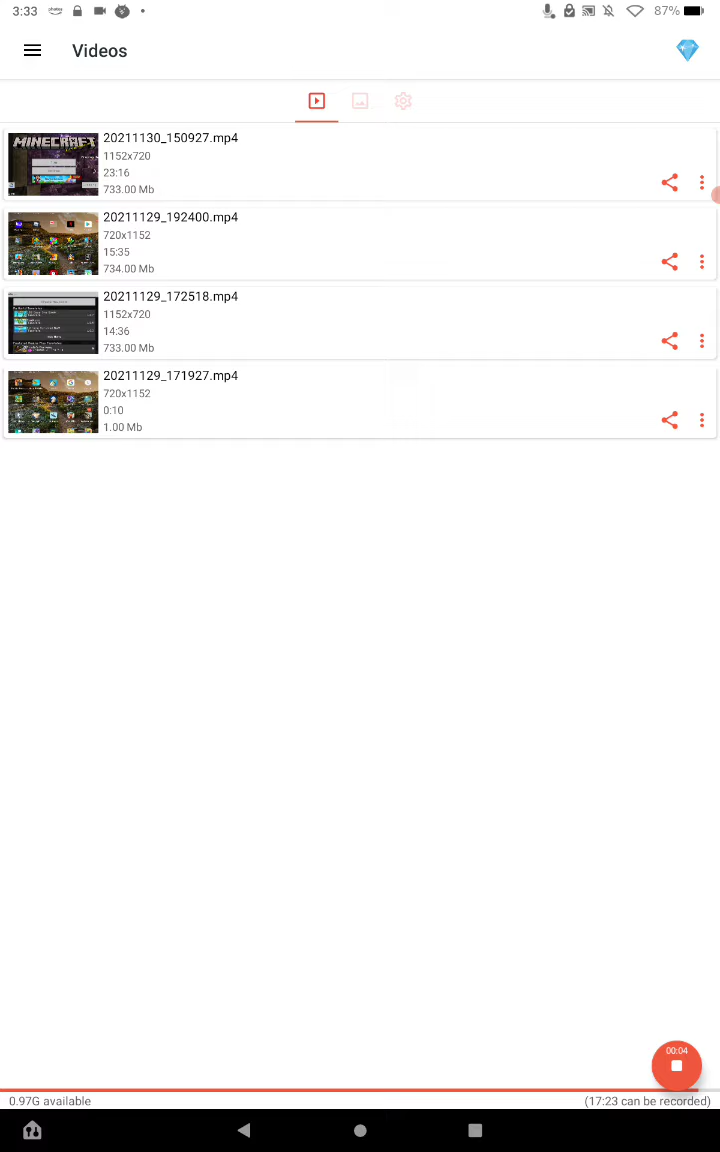 3:33 photos 87%
Videos
MINECRAFT
20211130_150927.mp4
1152x720
23:16
733.00 Mb
20211129_192400.mp4
720x1152
15:35
734.00 Mb
20211129_172518.mp4
1152x720
14:36
733.00 Mb
20211129_171927.mp4
720x1152
0:10
1.00 Mb
00:04
0.97G available (17:23 can be recorded)